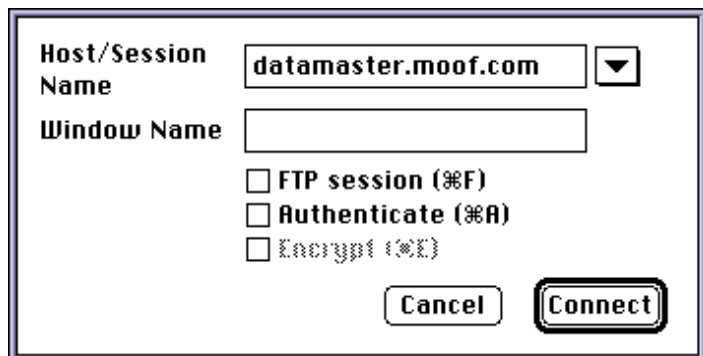 Host/Session
Name
datamaster.moof.com
Window Name
FTP session (⌘F)
Authenticate (⌘A)
Encrypt (⌘E)
Cancel
Connect